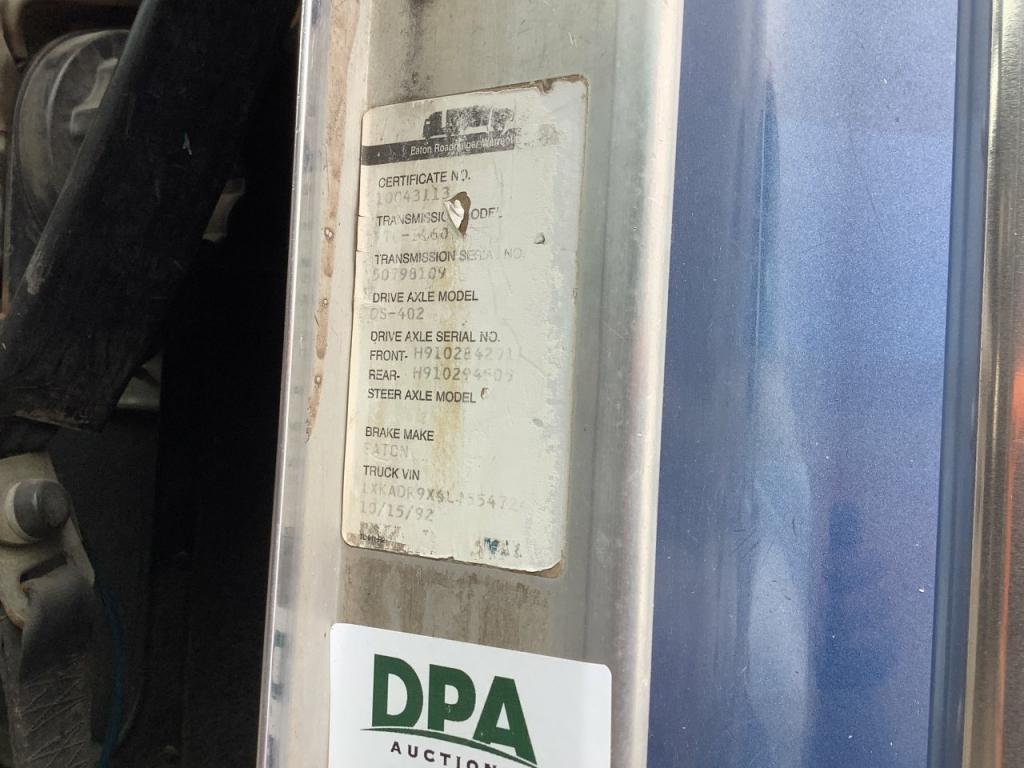 Eaton Roadranger Warranty
CERTIFICATE NO.
10043113
TRANSMISSION MODEL
TRANSMISSION SERIAL NO.
50798109
DRIVE AXLE MODEL
DS-402
DRIVE AXLE SERIAL NO.
FRONT-
REAR-
STEER AXLE MODEL
BRAKE MAKE
EATON
TRUCK VIN
10/15/92
DPA
AUCTION